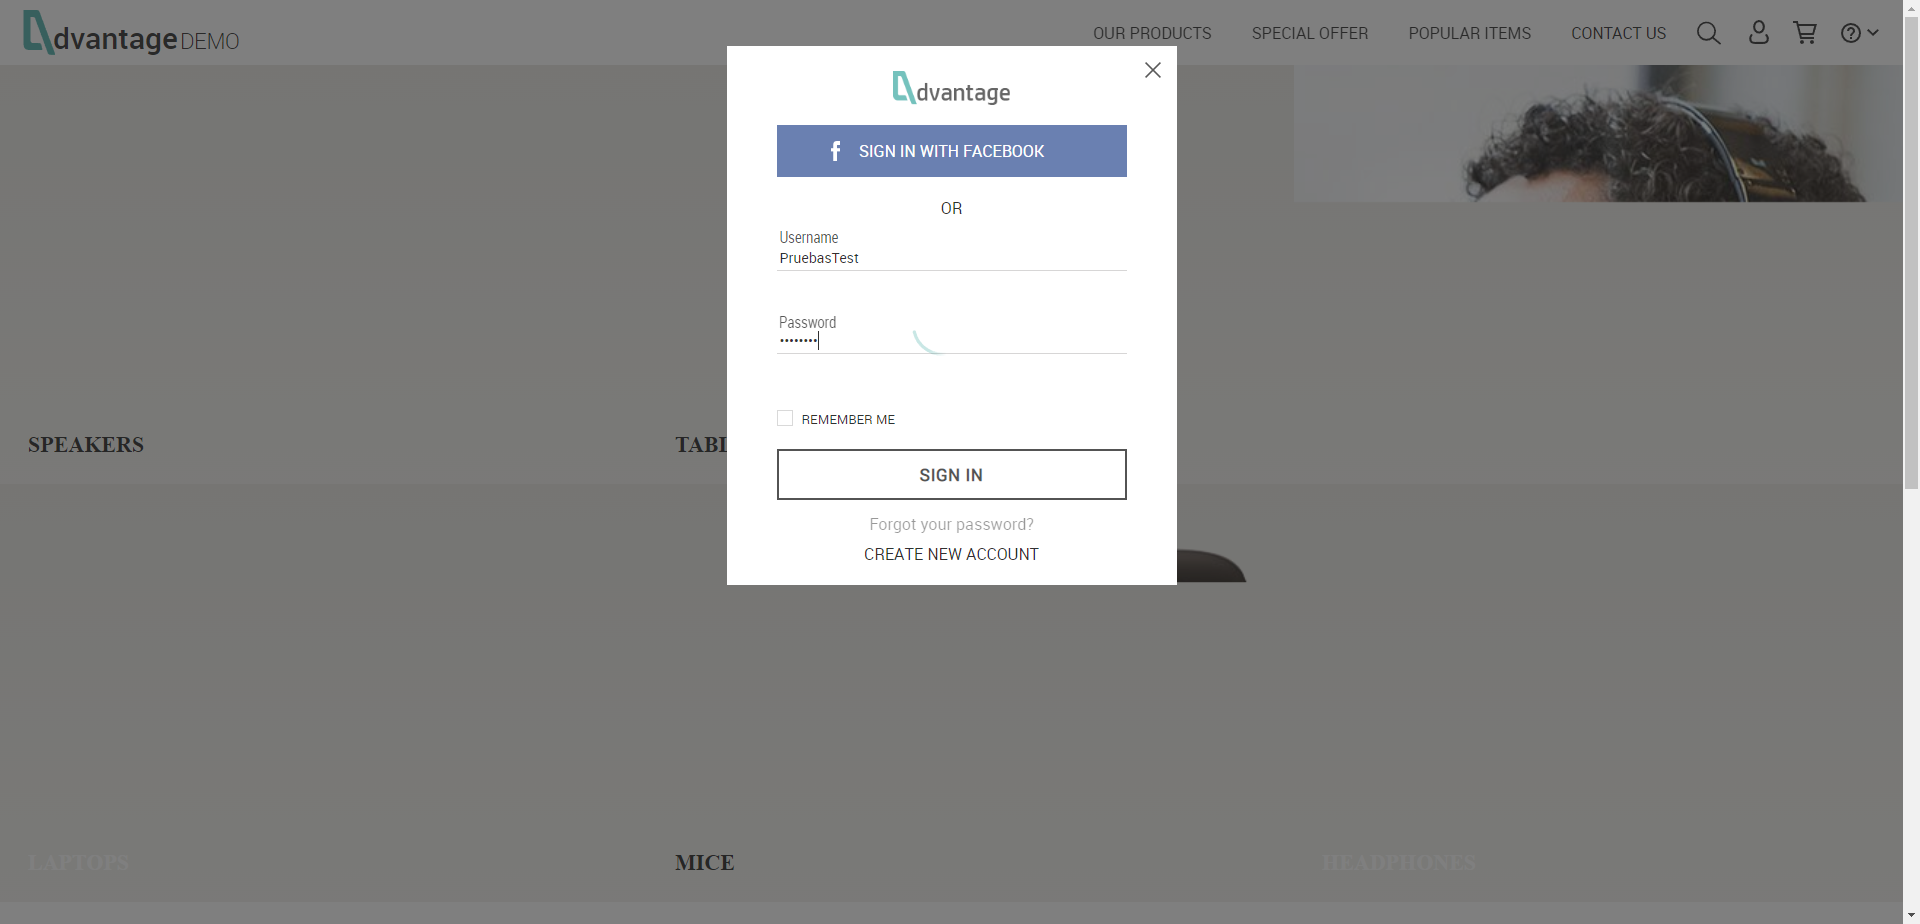 dvantage DEMO
OUR PRODUCTS SPECIAL OFFER POPULAR ITEMS CONTACT US
dvantage
f SIGN IN WITH FACEBOOK
OR
Username
PruebasTest
Password
••••••••
REMEMBER ME
SIGN IN
Forgot your password?
CREATE NEW ACCOUNT
SPEAKERS
TABL
LAPTOPS
MICE
HEADPHONES